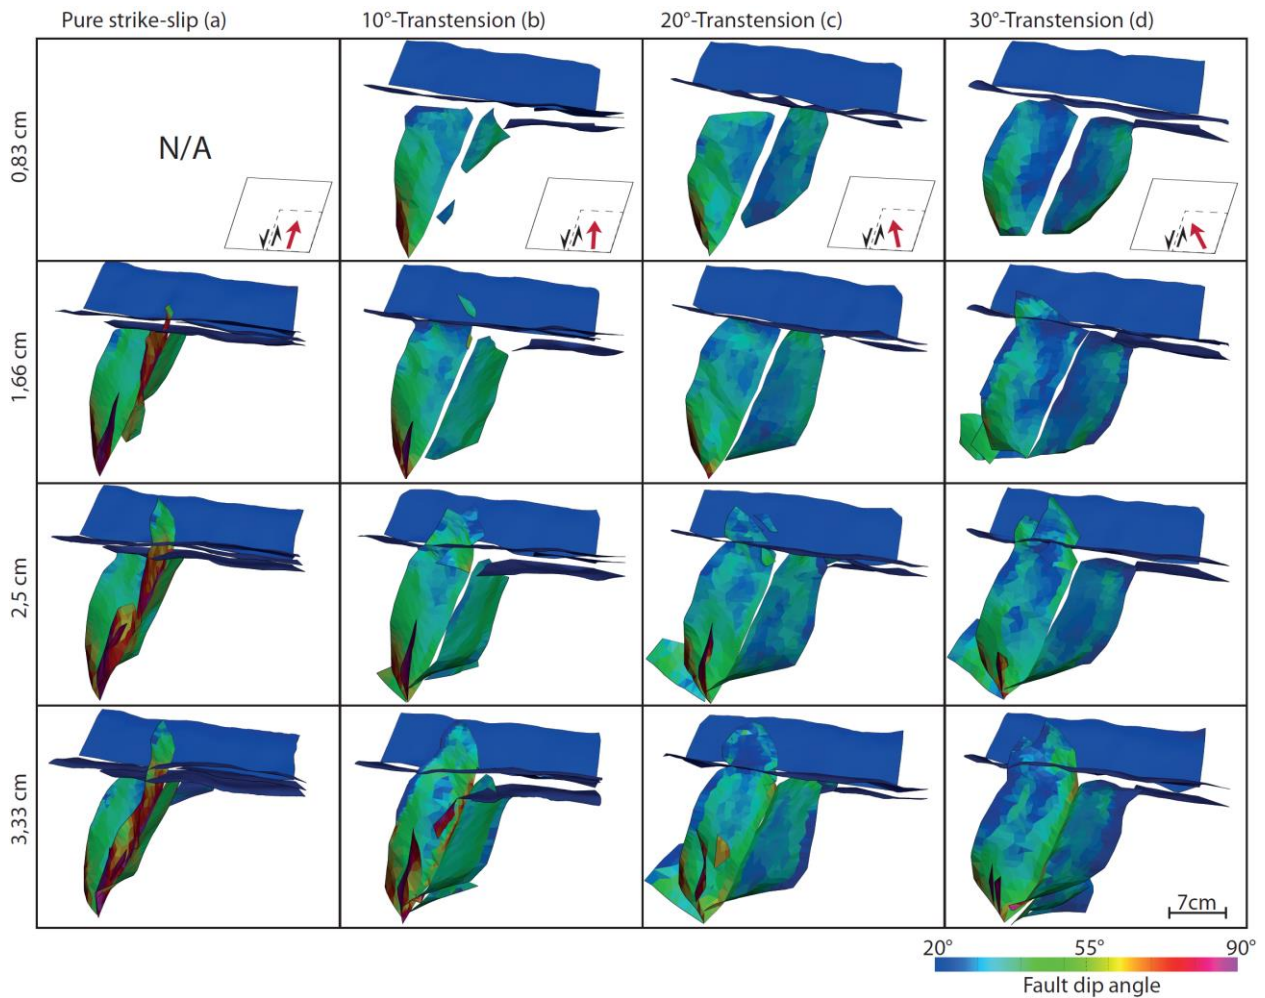 Pure strike-slip (a)
10°-Transtension (b)
20°-Transtension (c)
30°-Transtension (d)
0,83 cm
N/A
1,66 cm
2,5 cm
3,33 cm
7cm
20°
55°
90°
Fault dip angle